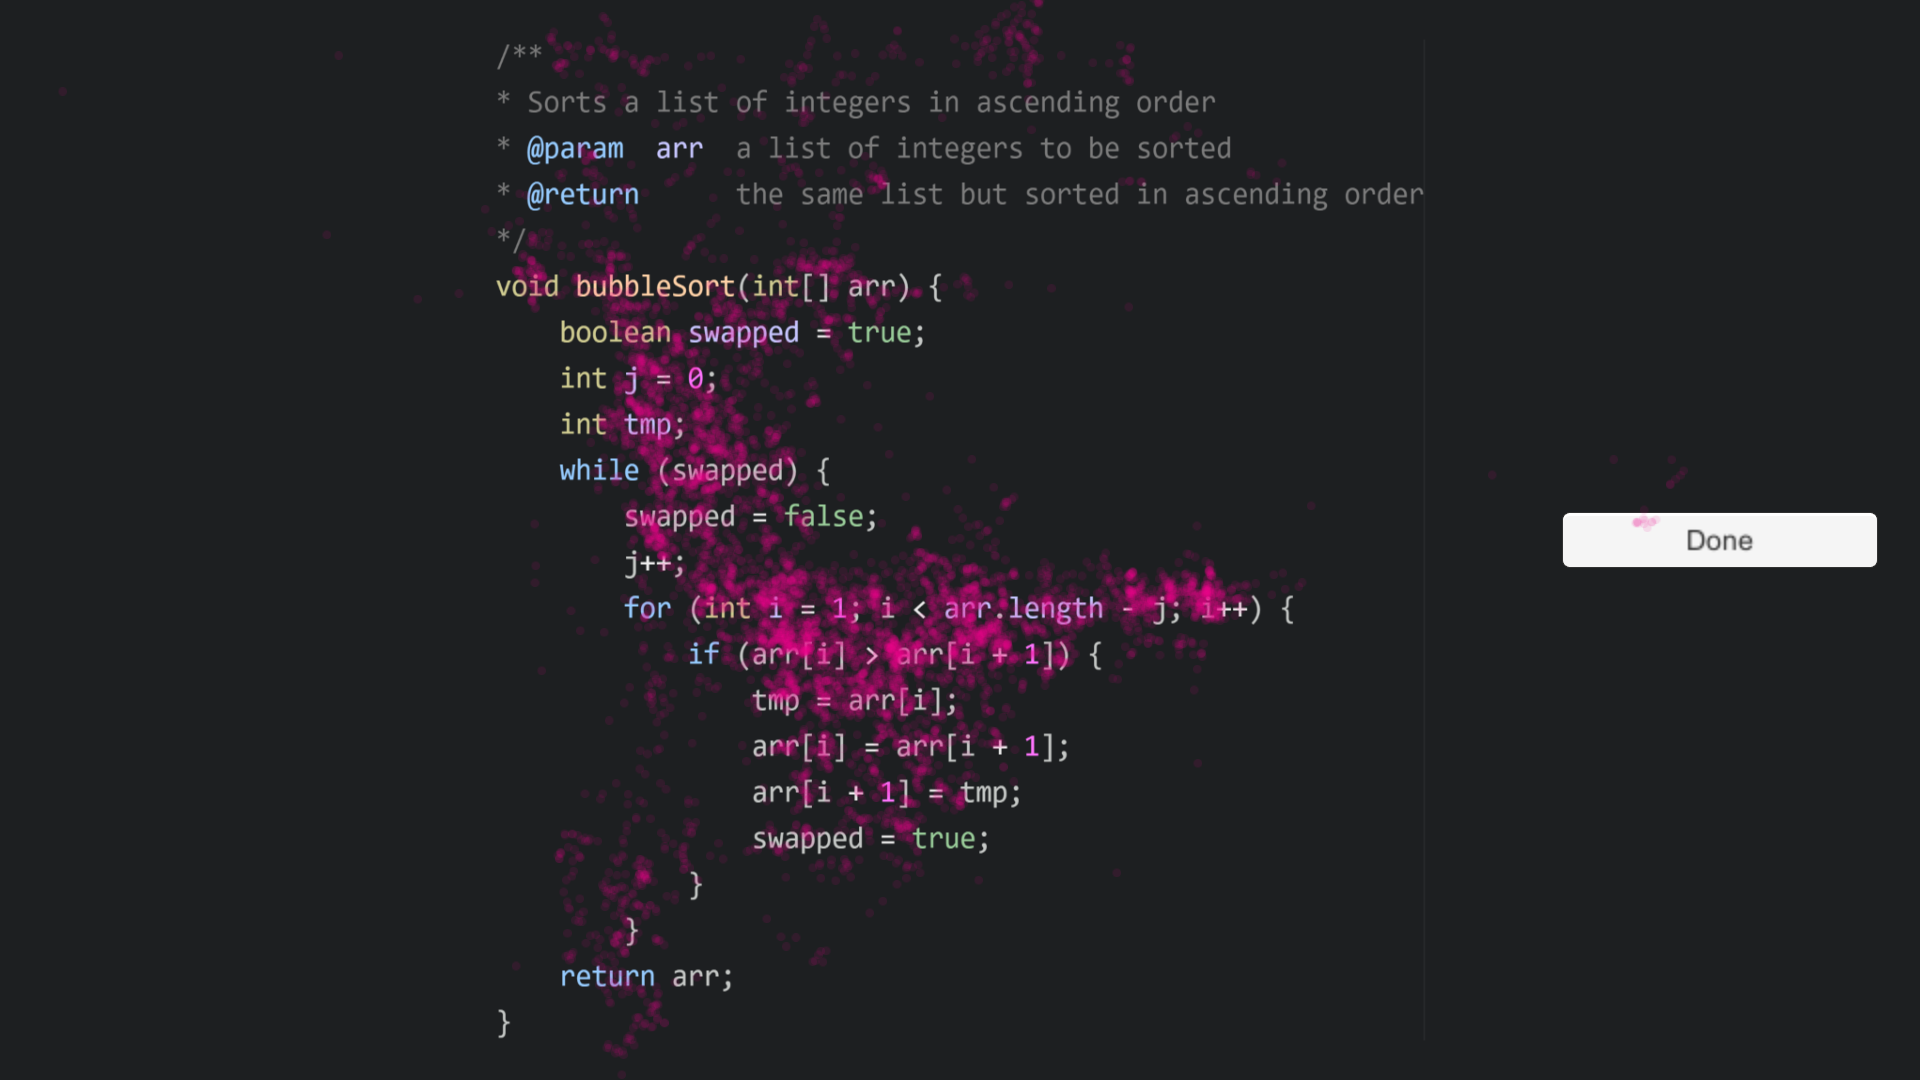 /**
* Sorts a list of integers in ascending order
* @param  arr  a list of integers to be sorted
* @return      the same list but sorted in ascending order
*/
void bubbleSort(int[] arr) {
    boolean swapped = true;
    int j = 0;
    int tmp;
    while (swapped) {
        swapped = false;
        j++;
        for (int i = 1; i < arr.length - j; i++) {
            if (arr[i] > arr[i + 1]) {
                tmp = arr[i];
                arr[i] = arr[i + 1];
                arr[i + 1] = tmp;
                swapped = true;
            }
        }
    return arr;
}
Done